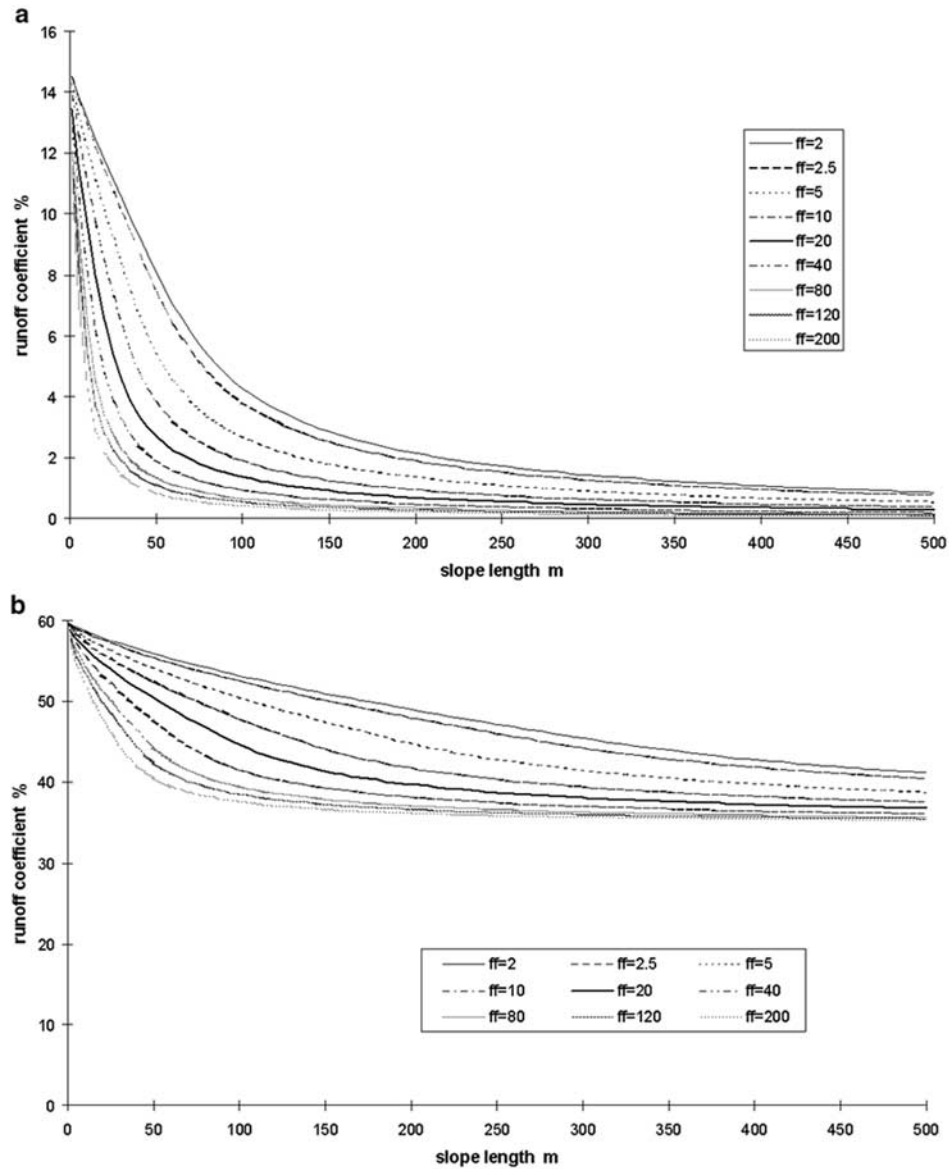 a
16
14
12
10
8
6
4
2
0
runoff coefficient %
0 50 100 150 200 250 300 350 400 450 500
slope length m
ff=2
ff=2.5
ff=5
ff=10
ff=20
ff=40
ff=80
ff=120
ff=200
b
60
50
40
30
20
10
0
runoff coefficient %
ff=2 ff=2.5 ff=5
ff=10 ff=20 ff=40
ff=80 ff=120 ff=200
0 50 100 150 200 250 300 350 400 450 500
slope length m